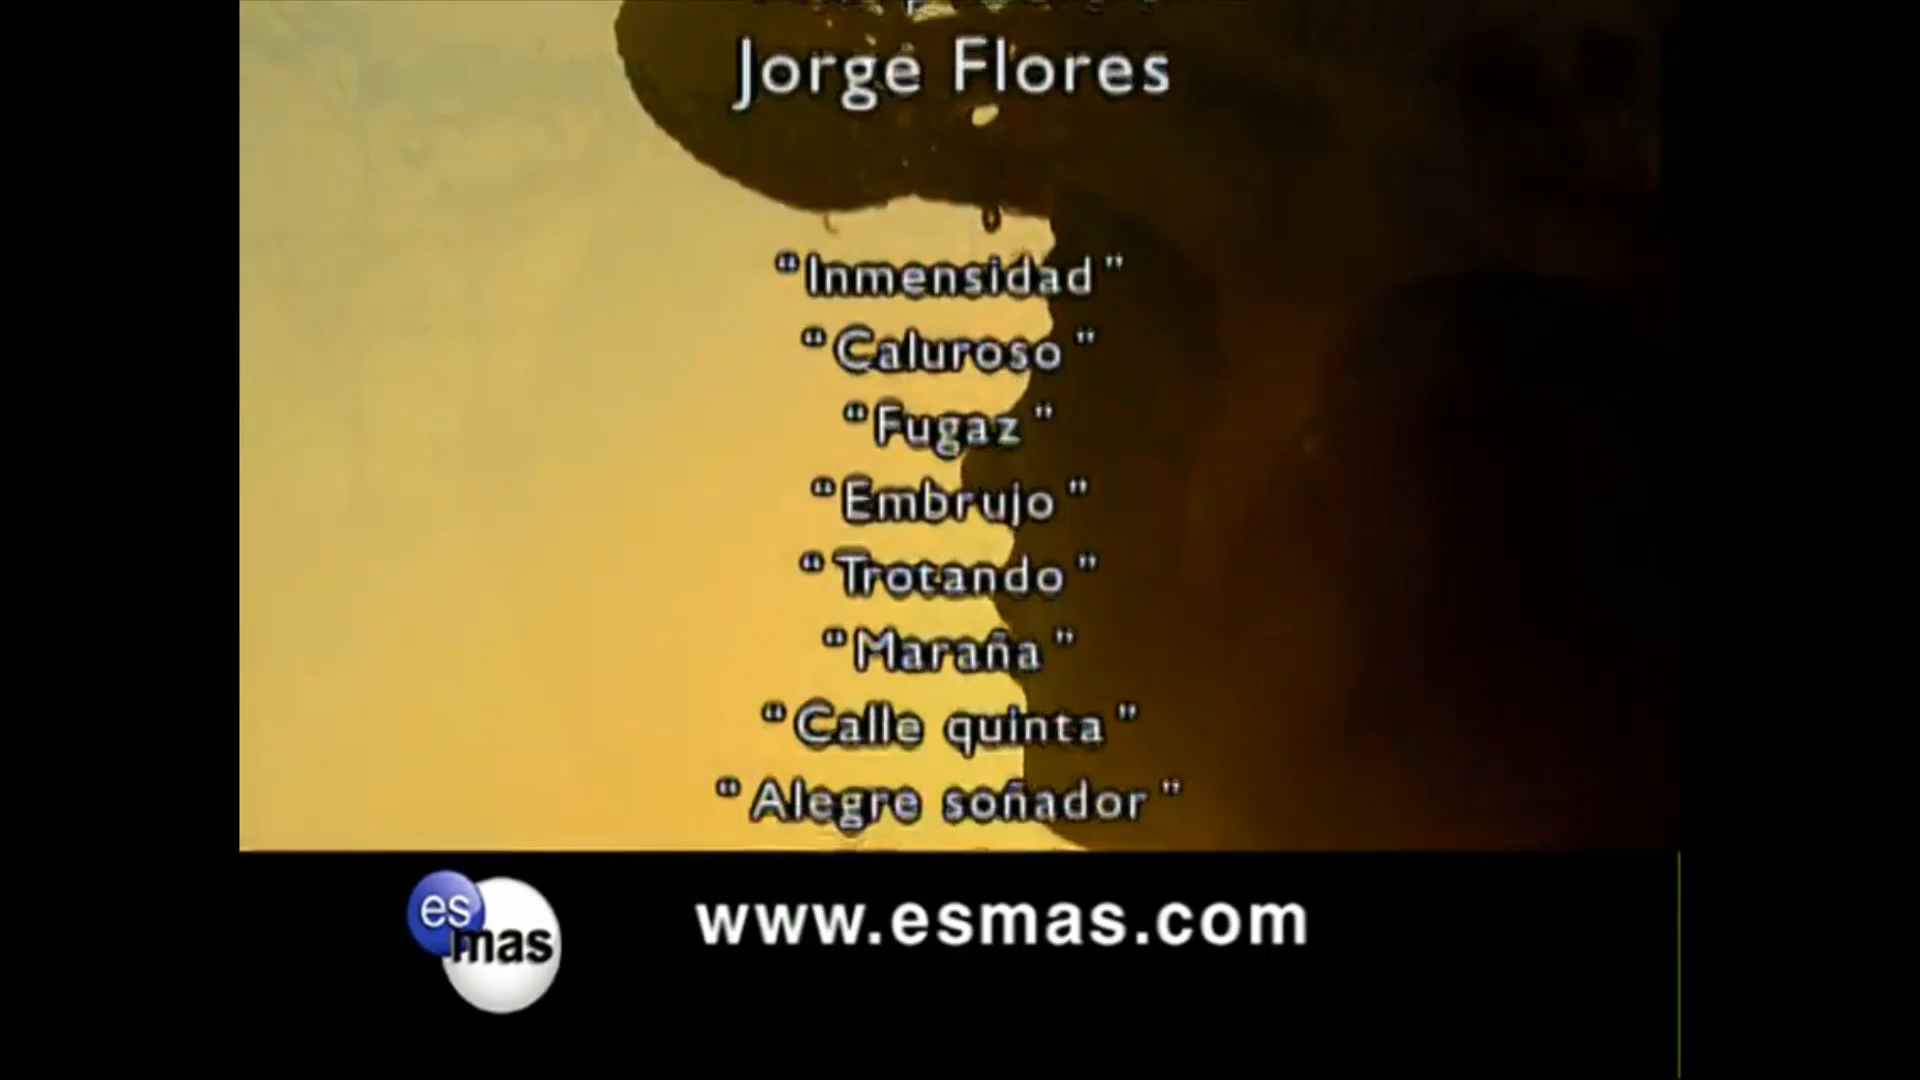 Jorge Flores
"Inmensidad"
"Caluroso"
"Fugaz"
"Embrujo"
"Trotando"
"Maraña"
"Calle quinta"
"Alegre soñador"
es
mas
www.esmas.com